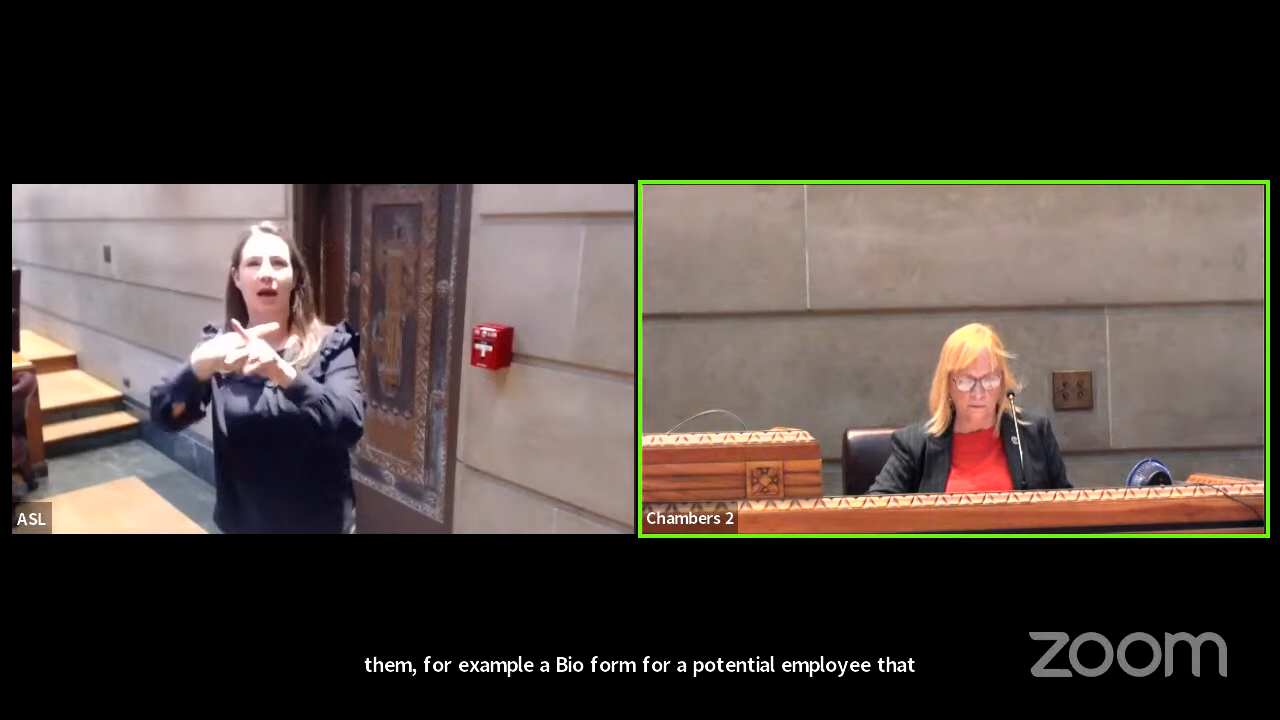 ASL
Chambers 2
them, for example a Bio form for a potential employee that
zoom